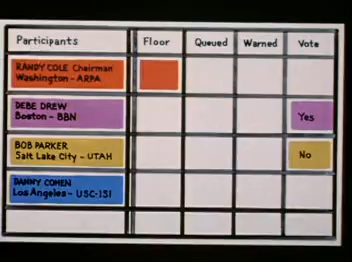 Participants Floor Queued Warned Vote
RANDY COLE Chairman
Washington - ARPA
DEBE DREW
Boston - BBN
Yes
BOB PARKER
Salt Lake City - UTAH
No
DANNY COHEN
Los Angeles - USC-ISI